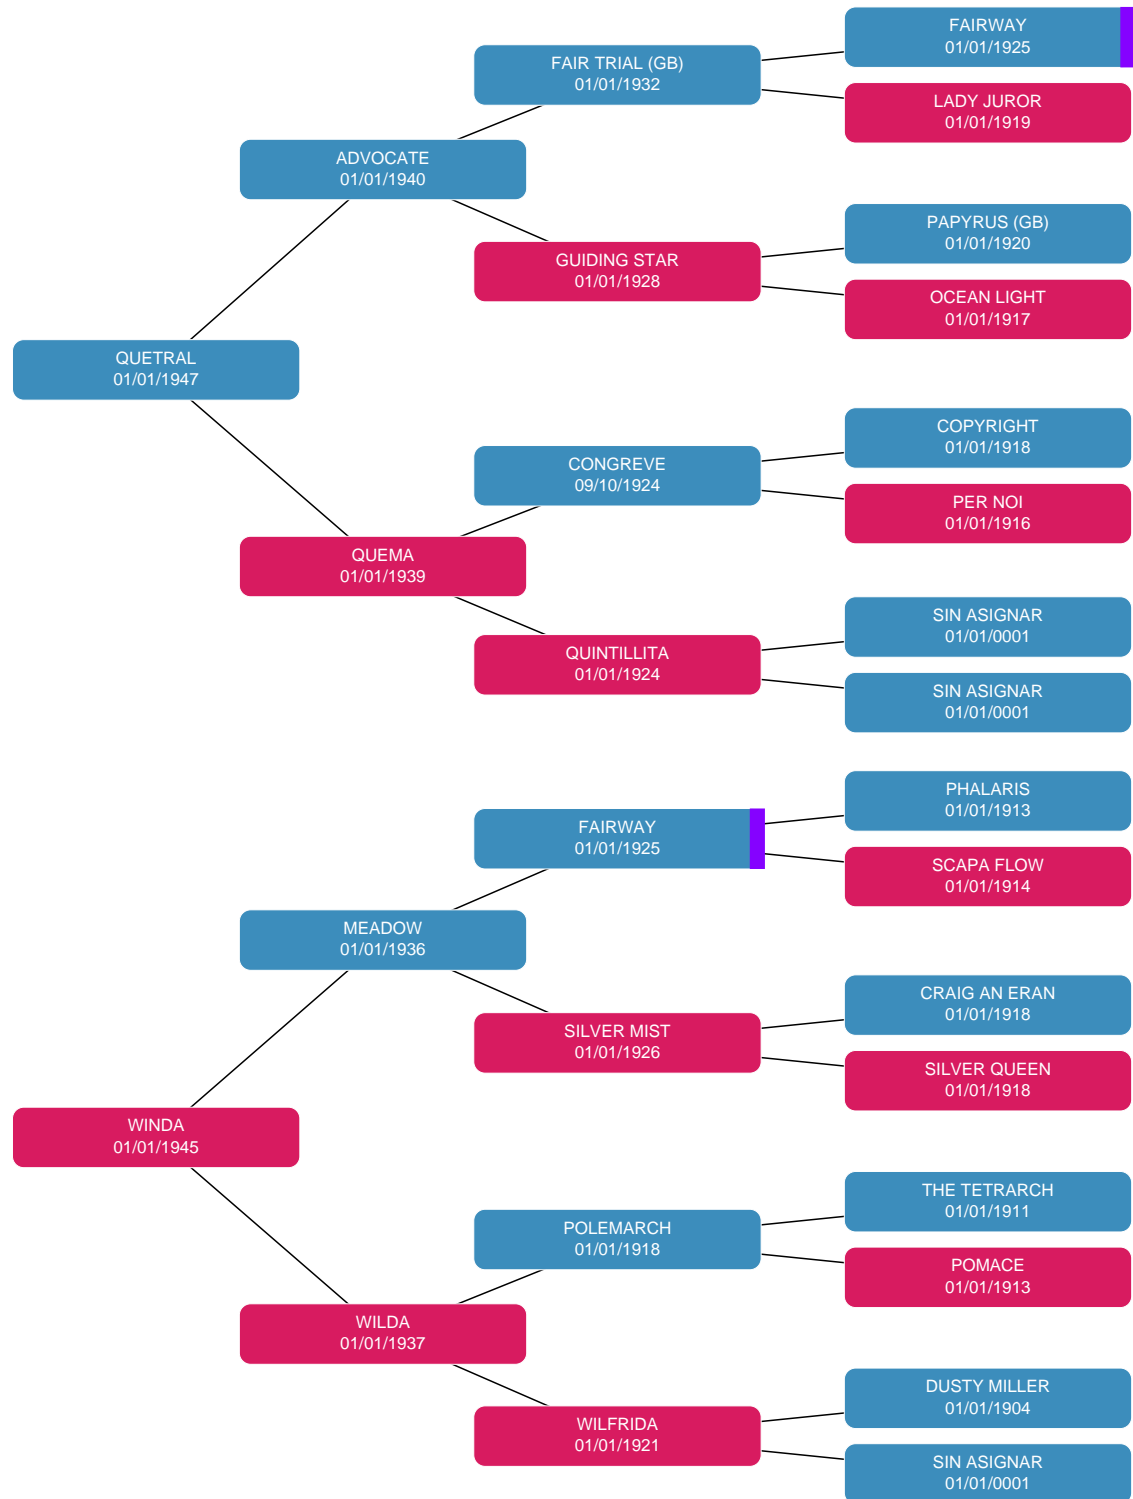 FAIRWAY
01/01/1925
FAIR TRIAL (GB)
01/01/1932
LADY JUROR
01/01/1919
ADVOCATE
01/01/1940
PAPYRUS (GB)
01/01/1920
GUIDING STAR
01/01/1928
OCEAN LIGHT
01/01/1917
QUETRAL
01/01/1947
COPYRIGHT
01/01/1918
CONGREVE
09/10/1924
PER NOI
01/01/1916
QUEMA
01/01/1939
SIN ASIGNAR
01/01/0001
QUINTILLITA
01/01/1924
SIN ASIGNAR
01/01/0001
PHALARIS
01/01/1913
FAIRWAY
01/01/1925
SCAPA FLOW
01/01/1914
MEADOW
01/01/1936
CRAIG AN ERAN
01/01/1918
SILVER MIST
01/01/1926
SILVER QUEEN
01/01/1918
WINDA
01/01/1945
THE TETRARCH
01/01/1911
POLEMARCH
01/01/1918
POMACE
01/01/1913
WILDA
01/01/1937
DUSTY MILLER
01/01/1904
WILFRIDA
01/01/1921
SIN ASIGNAR
01/01/0001